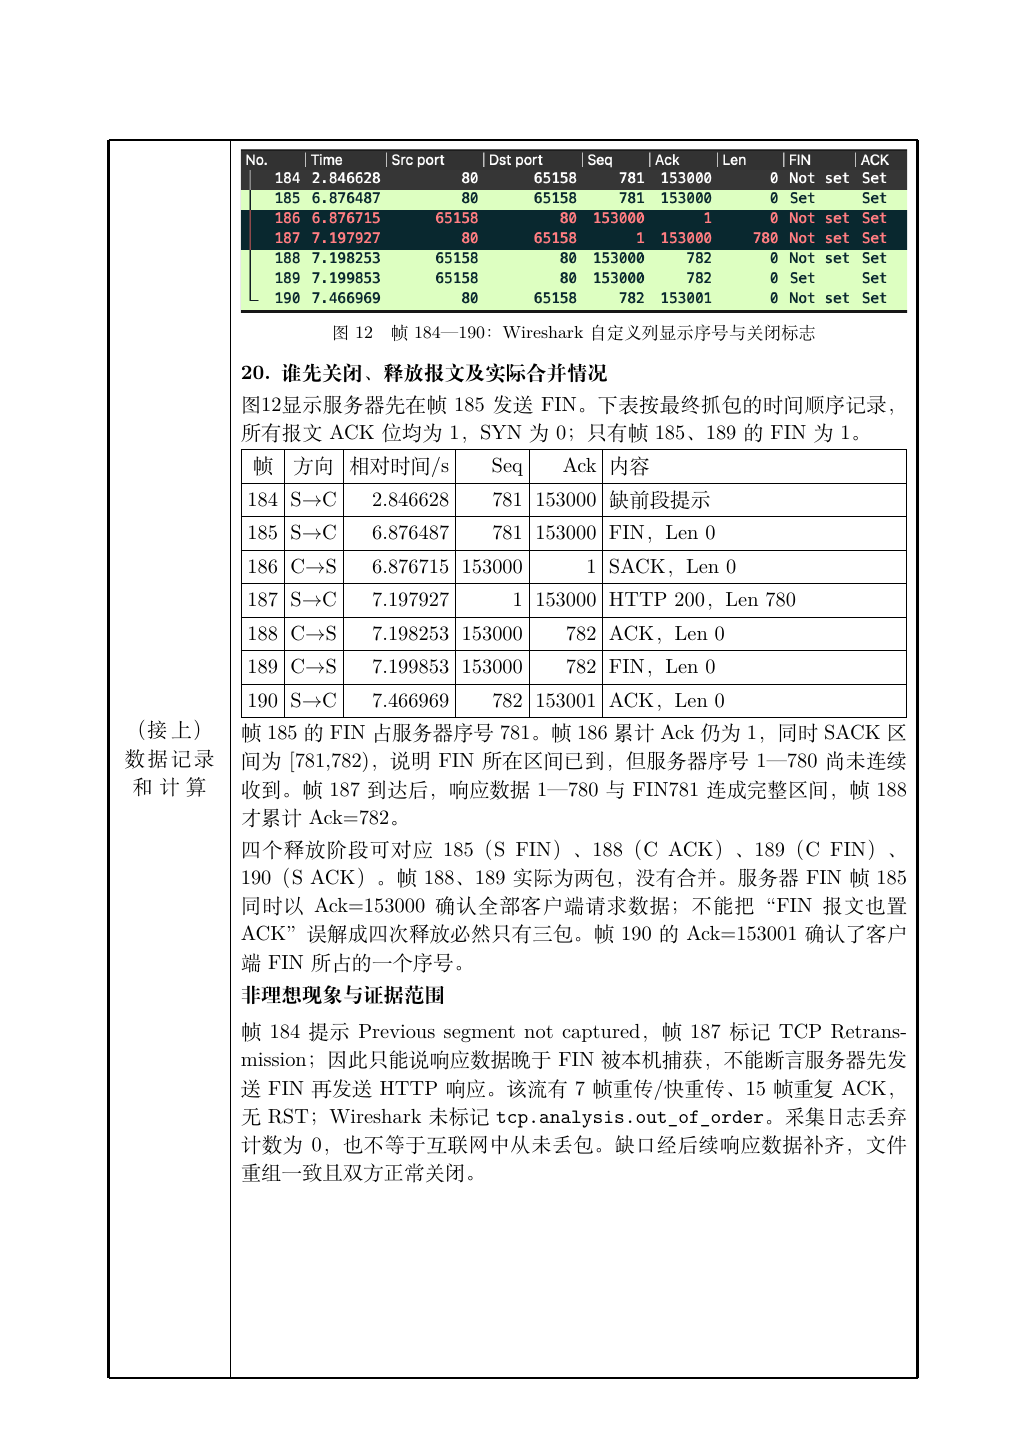 No. Time Src port Dst port Seq Ack Len FIN ACK
184 2.846628 80 65158 781 153000 0 Not set Set
185 6.876487 80 65158 781 153000 0 Set Set
186 6.876715 65158 80 153000 1 0 Not set Set
187 7.197927 80 65158 1 153000 780 Not set Set
188 7.198253 65158 80 153000 782 0 Not set Set
189 7.199853 65158 80 153000 782 0 Set Set
190 7.466969 80 65158 782 153001 0 Not set Set
图 12 帧 184—190：Wireshark 自定义列显示序号与关闭标志
20. 谁先关闭、释放报文及实际合并情况
图12显示服务器先在帧 185 发送 FIN。下表按最终抓包的时间顺序记录，
所有报文 ACK 位均为 1，SYN 为 0；只有帧 185、189 的 FIN 为 1。
帧 方向 相对时间/s Seq Ack 内容
184 S→C 2.846628 781 153000 缺前段提示
185 S→C 6.876487 781 153000 FIN，Len 0
186 C→S 6.876715 153000 1 SACK，Len 0
187 S→C 7.197927 1 153000 HTTP 200，Len 780
188 C→S 7.198253 153000 782 ACK，Len 0
189 C→S 7.199853 153000 782 FIN，Len 0
190 S→C 7.466969 782 153001 ACK，Len 0
（接上）
数据记录
和计算
帧 185 的 FIN 占服务器序号 781。帧 186 累计 Ack 仍为 1，同时 SACK 区
间为 [781,782)，说明 FIN 所在区间已到，但服务器序号 1—780 尚未连续
收到。帧 187 到达后，响应数据 1—780 与 FIN781 连成完整区间，帧 188
才累计 Ack=782。
四个释放阶段可对应 185（S FIN）、188（C ACK）、189（C FIN）、
190（S ACK）。帧 188、189 实际为两包，没有合并。服务器 FIN 帧 185
同时以 Ack=153000 确认全部客户端请求数据；不能把 “FIN 报文也置
ACK” 误解成四次释放必然只有三包。帧 190 的 Ack=153001 确认了客户
端 FIN 所占的一个序号。
非理想现象与证据范围
帧 184 提示 Previous segment not captured，帧 187 标记 TCP Retrans-
mission；因此只能说响应数据晚于 FIN 被本机捕获，不能断言服务器先发
送 FIN 再发送 HTTP 响应。该流有 7 帧重传/快重传、15 帧重复 ACK，
无 RST；Wireshark 未标记 tcp.analysis.out_of_order。采集日志丢弃
计数为 0，也不等于互联网中从未丢包。缺口经后续响应数据补齐，文件
重组一致且双方正常关闭。